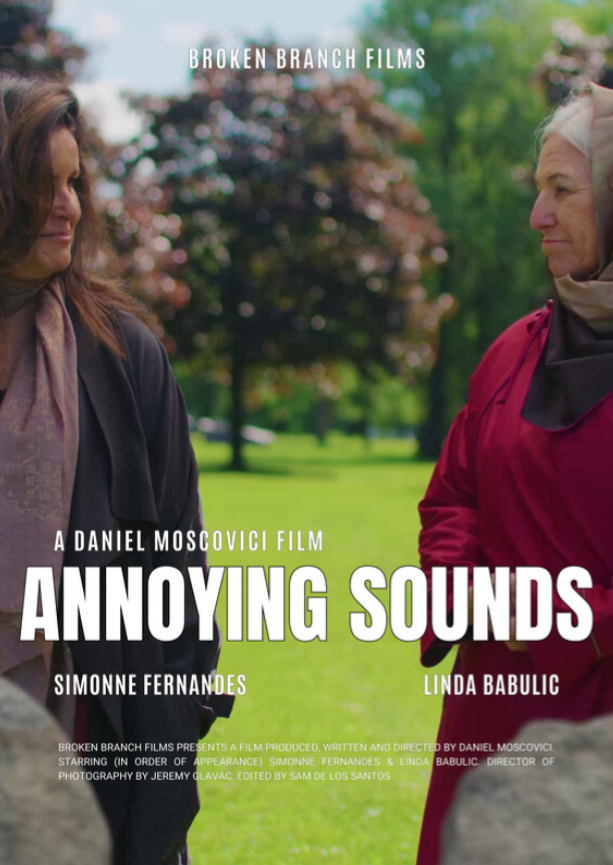 BROKEN BRANCH FILMS
A DANIEL MOSCOVICI FILM
ANNOYING SOUNDS
SIMONNE FERNANDES
LINDA BABULIC
BROKEN BRANCH FILMS PRESENTS A FILM PRODUCED, WRITTEN AND DIRECTED BY DANIEL MOSCOVICI.
STARRING (IN ORDER OF APPEARANCE) SIMONNE FERNANDES & LINDA BABULIC. DIRECTOR OF
PHOTOGRAPHY BY JEREMY GLAVAC. EDITED BY SAM DE LOS SANTOS